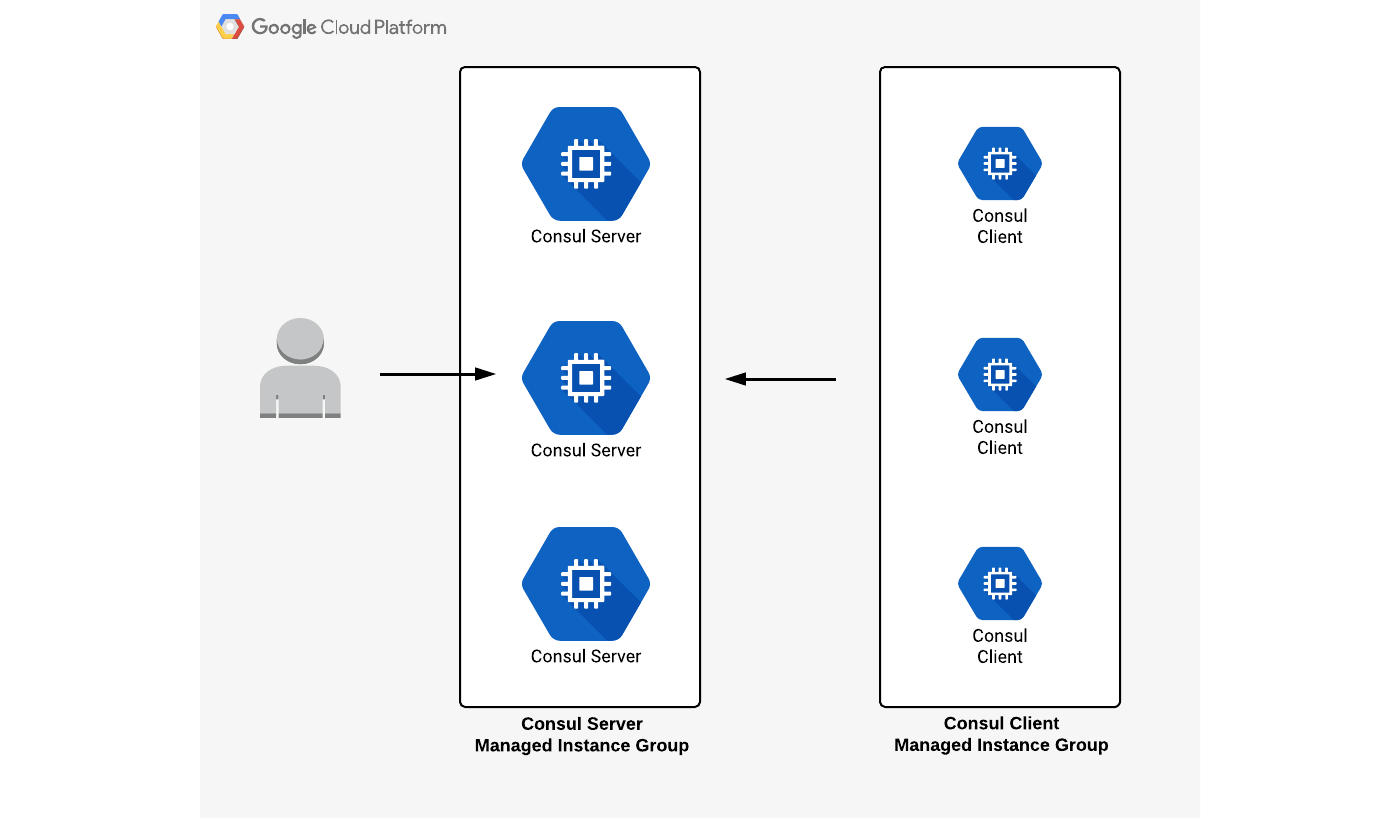 Google Cloud Platform
Consul Server
Consul Server
Consul Server
Consul Server
Managed Instance Group
Consul
Client
Consul
Client
Consul
Client
Consul Client
Managed Instance Group